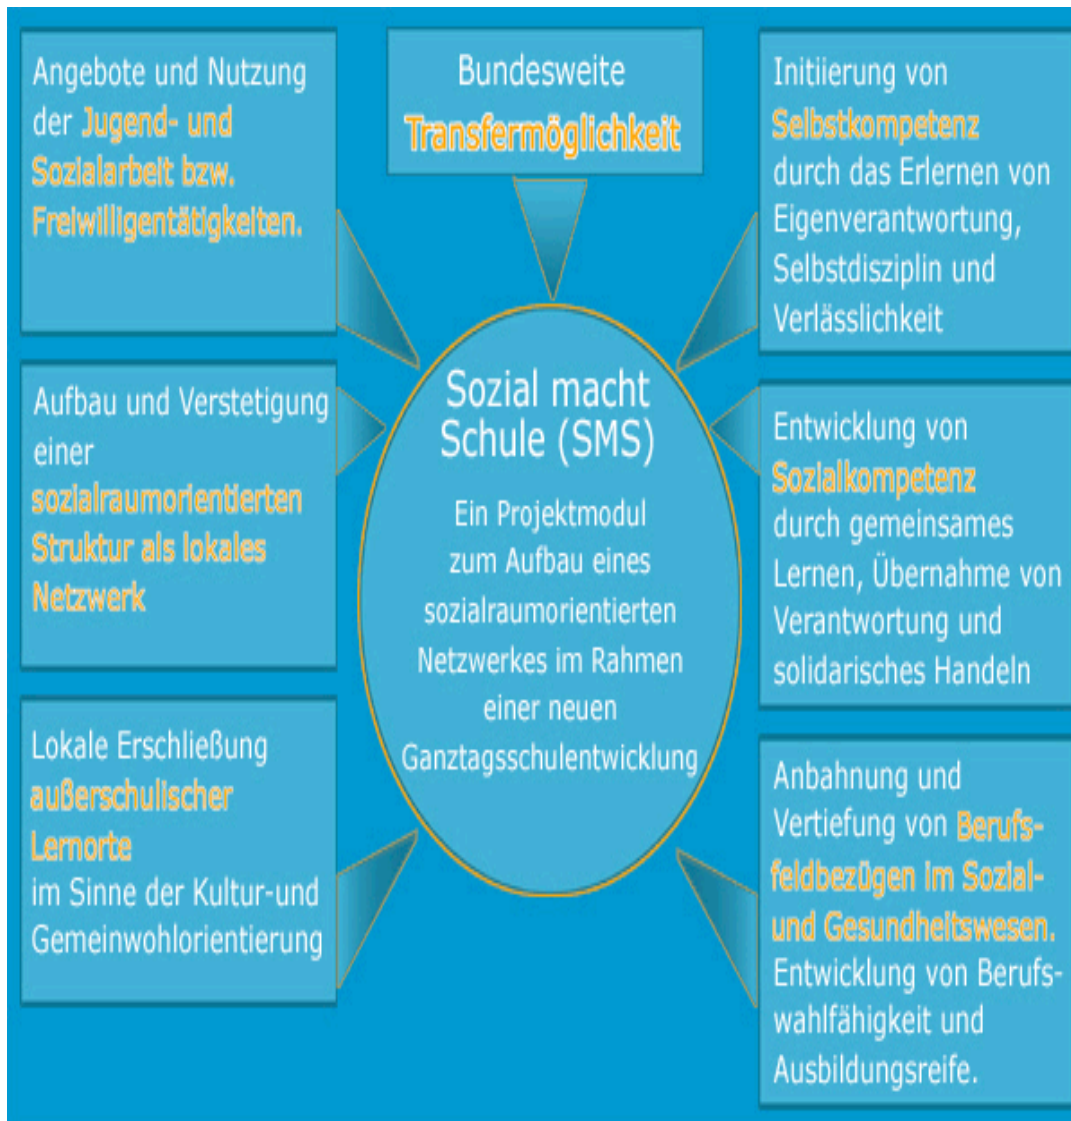 Angebote und Nutzung
der Jugend- und
Sozialarbeit bzw.
Freiwilligentätigkeiten.
Aufbau und Verstetigung
einer
sozialraumorientierten
Struktur als lokales
Netzwerk
Lokale Erschließung
außerschulischer
Lernorte
im Sinne der Kultur-und
Gemeinwohlorientierung
Bundesweite
Transfermöglichkeit
Sozial macht
Schule (SMS)
Ein Projektmodul
zum Aufbau eines
sozialraumorientierten
Netzwerkes im Rahmen
einer neuen
Ganztagsschulentwicklung
Initiierung von
Selbstkompetenz
durch das Erlernen von
Eigenverantwortung,
Selbstdisziplin und
Verlässlichkeit
Entwicklung von
Sozialkompetenz
durch gemeinsames
Lernen, Übernahme von
Verantwortung und
solidarisches Handeln
Anbahnung und
Vertiefung von Berufs-
feldbezügen im Sozial-
und Gesundheitswesen.
Entwicklung von Berufs-
wahlfähigkeit und
Ausbildungsreife.